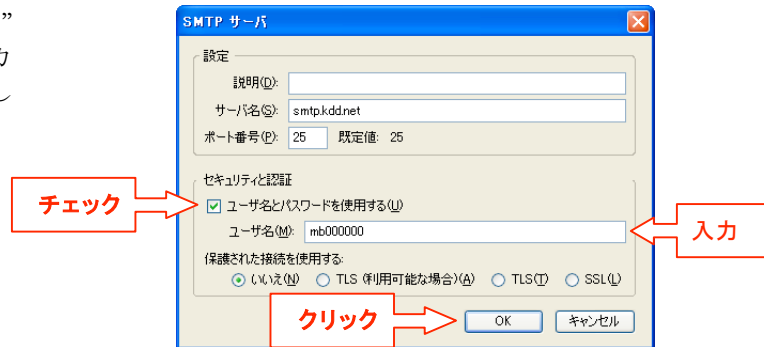 ”
カ
し
SMTP サーバ
設定
説明(D):
サーバ名(S): smtp.kdd.net
ポート番号(P): 25 既定値: 25
セキュリティと認証
チェック
ユーザ名とパスワードを使用する(U)
ユーザ名(M): mb000000
入力
保護された接続を使用する:
いいえ(N) TLS (利用可能な場合)(A) TLS(T) SSL(L)
クリック
OK キャンセル